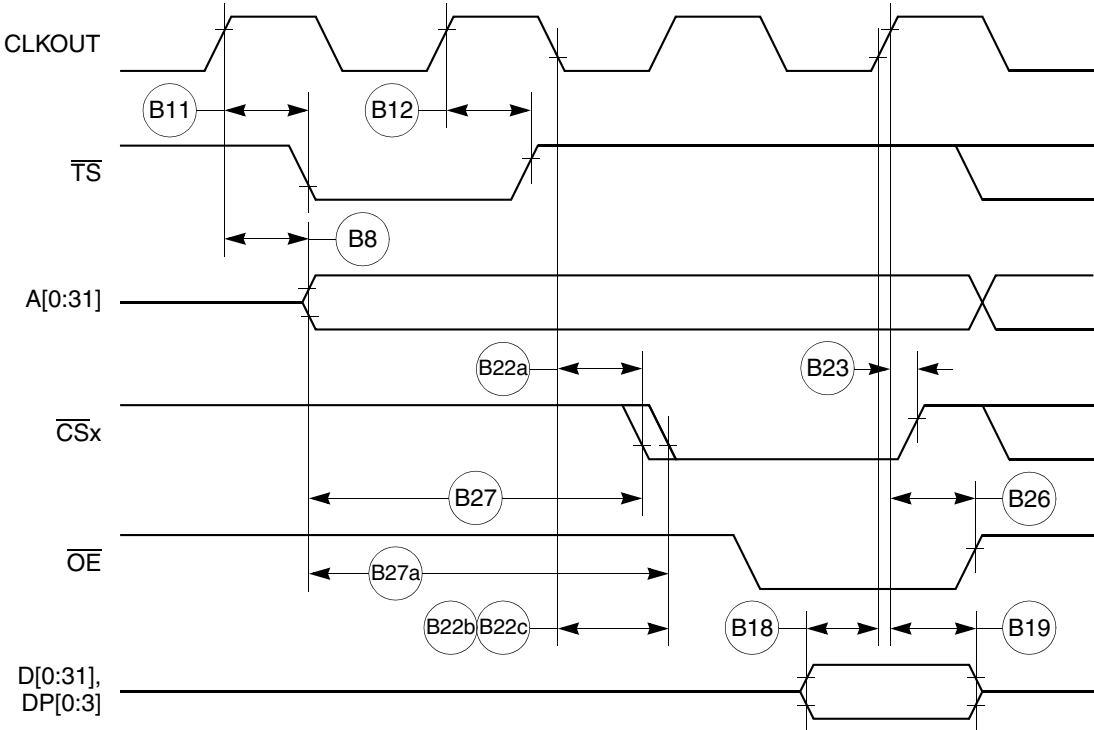 CLKOUT
B11
B12
TS
B8
A[0:31]
B22a
B23
CSx
B27
B26
OE
B27a
B22b B22c
B18
B19
D[0:31],
DP[0:3]